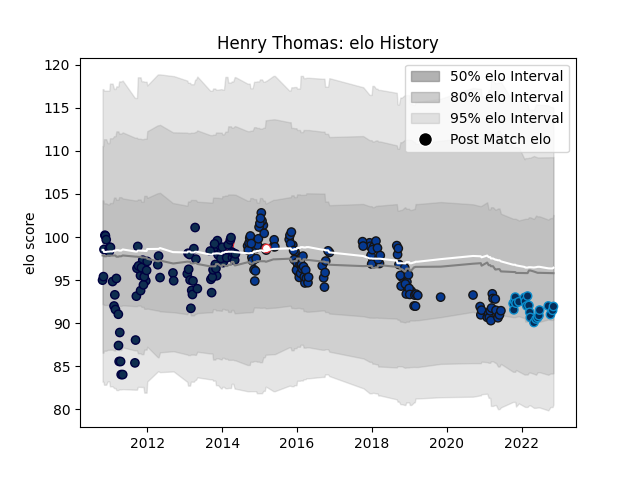 Henry Thomas: elo History
50% elo Interval
80% elo Interval
95% elo Interval
Post Match elo
elo score
120
115
110
105
100
95
90
85
80
2012 2014 2016 2018 2020 2022